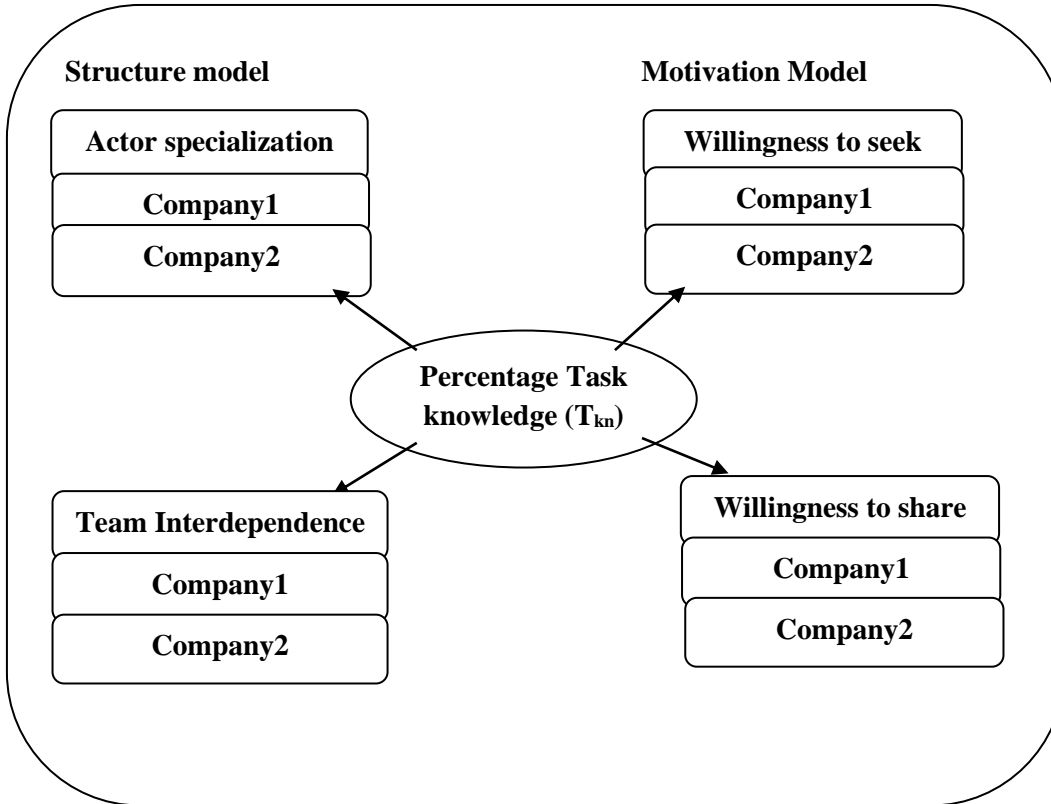 Structure model
Motivation Model
Actor specialization
Company1
Company2
Willingness to seek
Company1
Company2
Percentage Task
knowledge (Tkn)
Team Interdependence
Company1
Company2
Willingness to share
Company1
Company2